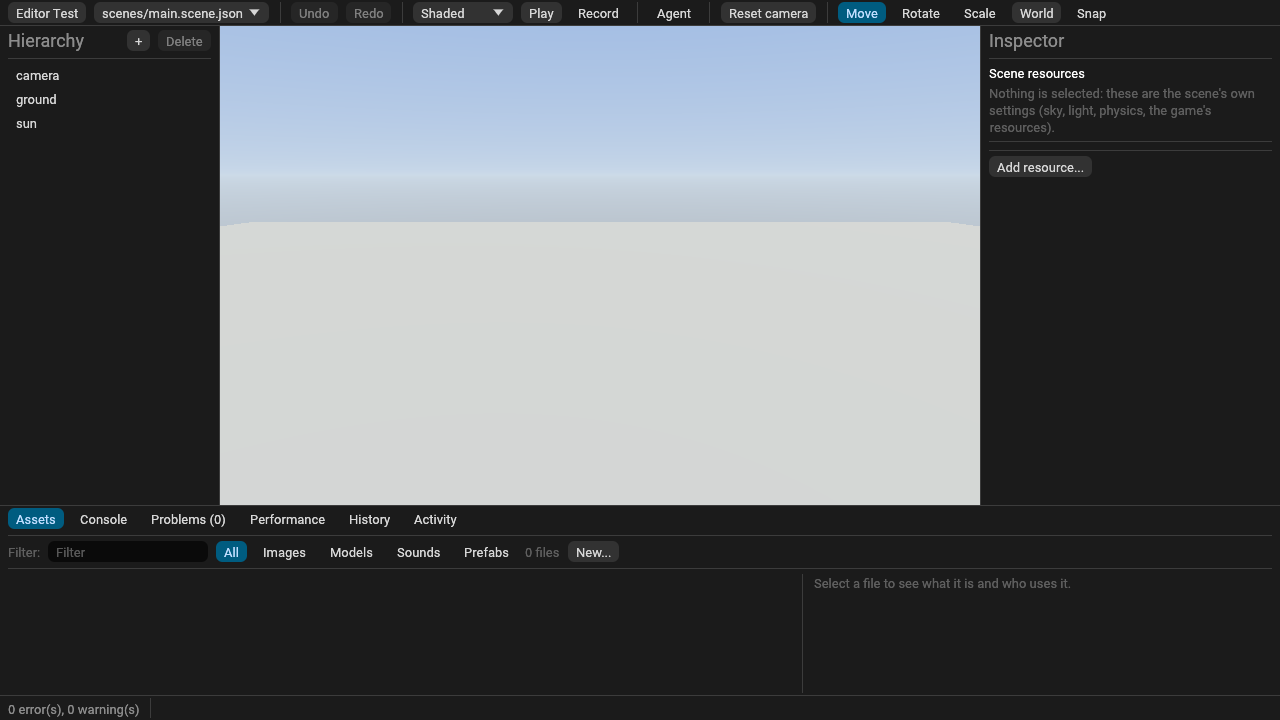 Editor Test scenes/main.scene.json Undo Redo Shaded Play Record Agent Reset camera Move Rotate Scale World Snap
Hierarchy + Delete
camera
ground
sun
Inspector
Scene resources
Nothing is selected: these are the scene's own
settings (sky, light, physics, the game's
resources).
Add resource...
Assets Console Problems (0) Performance History Activity
Filter: Filter All Images Models Sounds Prefabs 0 files New...
Select a file to see what it is and who uses it.
0 error(s), 0 warning(s)